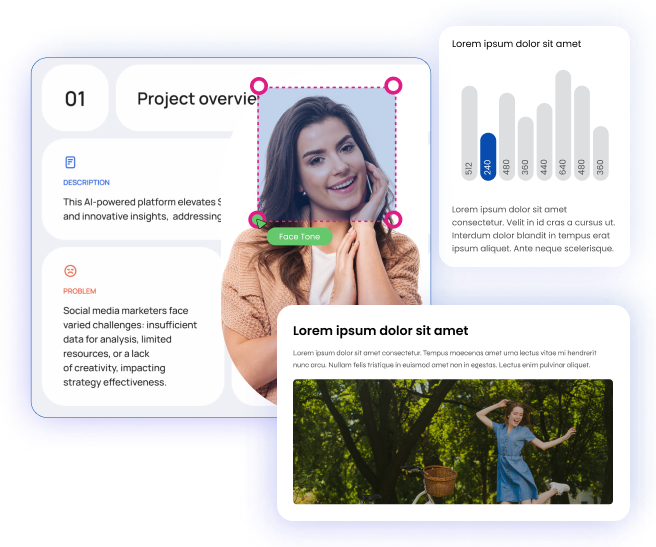 01
Project overvie
DESCRIPTION
This AI-powered platform elevates S
and innovative insights, addressing
PROBLEM
Social media marketers face
varied challenges: insufficient
data for analysis, limited
resources, or a lack
of creativity, impacting
strategy effectiveness.
Face Tone
Lorem ipsum dolor sit amet
512
240
480
360
440
640
480
360
Lorem ipsum dolor sit amet
consectetur. Velit in id cras a cursus ut.
Interdum dolor blandit in tempus erat
ipsum aliquet. Ante neque scelerisque.
Lorem ipsum dolor sit amet
Lorem ipsum dolor sit amet consectetur. Tempus maecenas amet urna lectus vitae mi hendrerit
nunc arcu. Nullam felis tristique in euismod amet non in egestas. Lectus enim pulvinar aliquet.